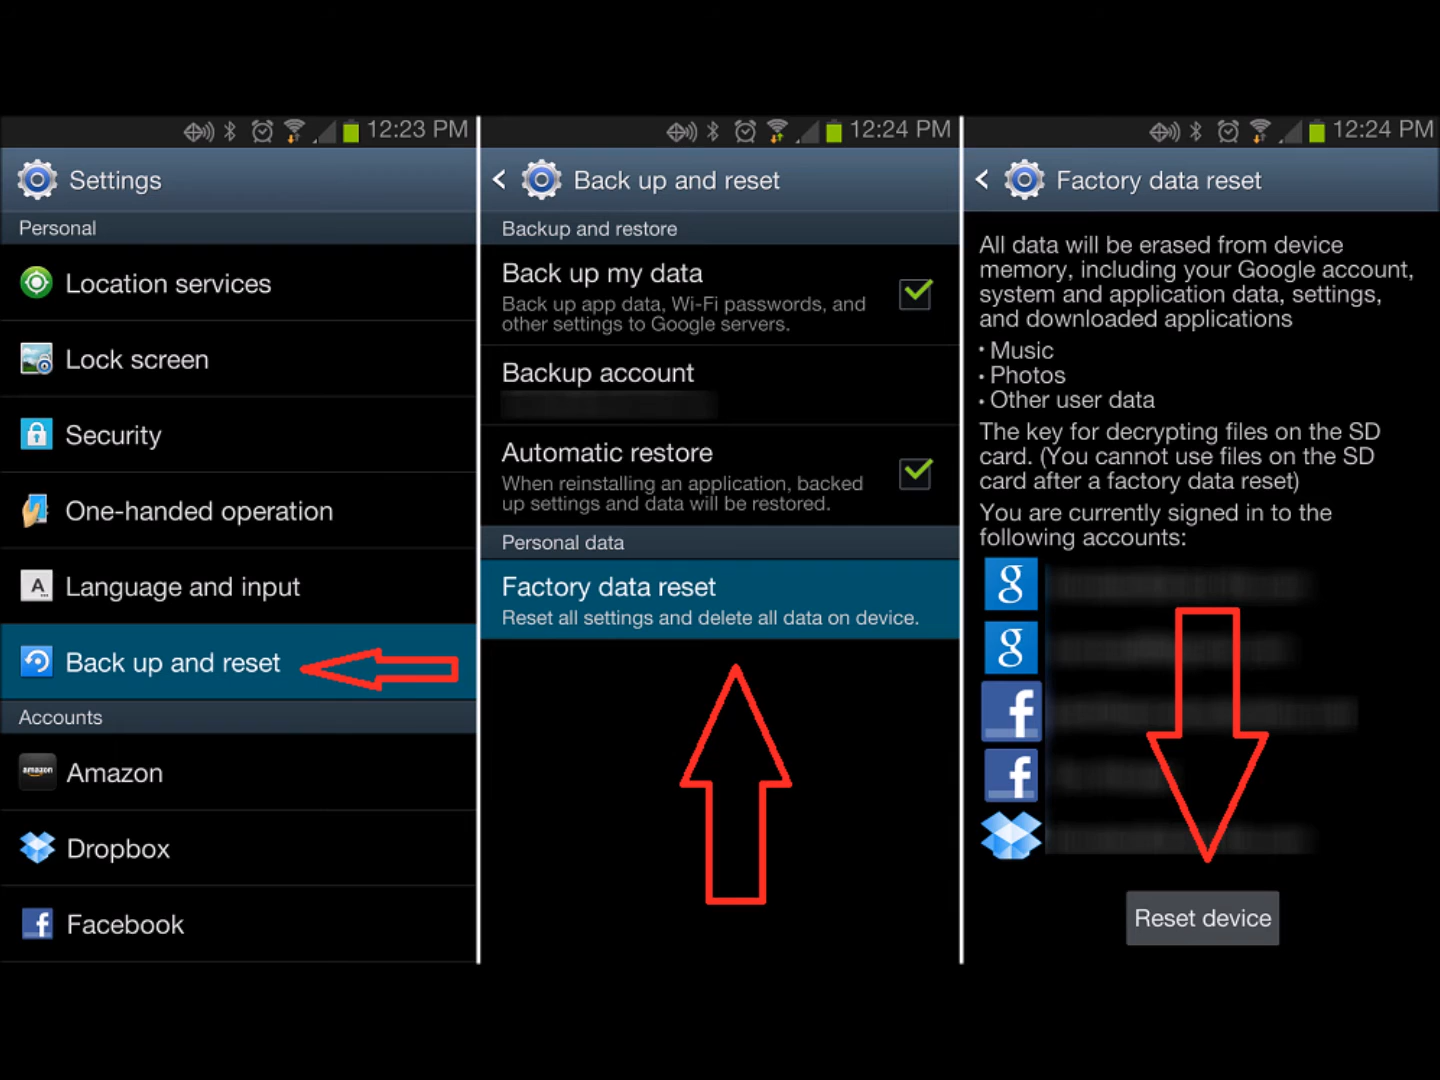 12:23 PM
Settings
Personal
Location services
Lock screen
Security
One-handed operation
A
Language and input
Back up and reset
Accounts
amazon
Amazon
Dropbox
f
Facebook
12:24 PM
Back up and reset
Backup and restore
Back up my data
Back up app data, Wi-Fi passwords, and
other settings to Google servers.
Backup account
Automatic restore
When reinstalling an application, backed
up settings and data will be restored.
Personal data
Factory data reset
Reset all settings and delete all data on device.
12:24 PM
Factory data reset
All data will be erased from device
memory, including your Google account,
system and application data, settings,
and downloaded applications
• Music
• Photos
• Other user data
The key for decrypting files on the SD
card. (You cannot use files on the SD
card after a factory data reset)
You are currently signed in to the
following accounts:
g
g
f
f
Reset device